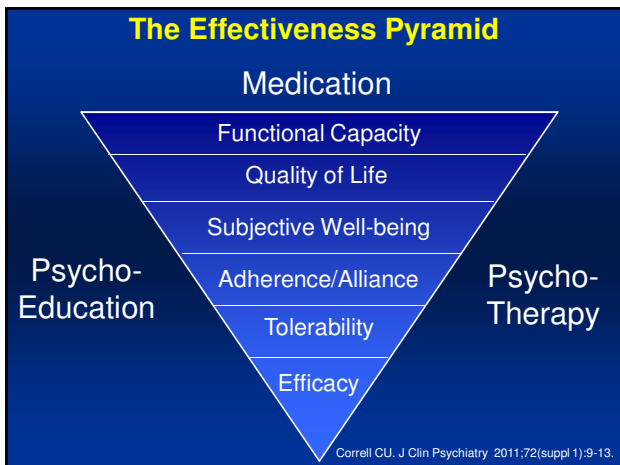 The Effectiveness Pyramid
Medication
Functional Capacity
Quality of Life
Subjective Well-being
Adherence/Alliance
Tolerability
Efficacy
Psycho-
Education
Psycho-
Therapy
Correll CU. J Clin Psychiatry 2011;72(suppl 1):9-13.